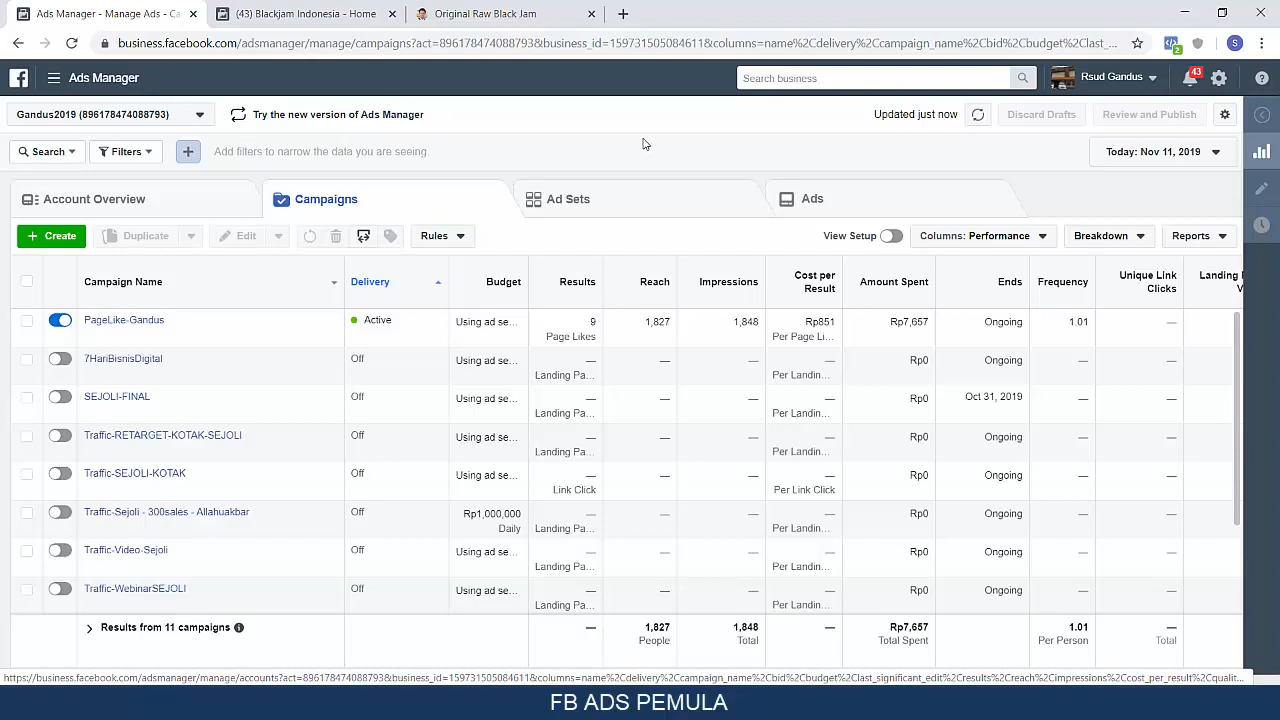 Ads Manager - Manage Ads - Ca
(43) Blackjam Indonesia - Home
Original Raw Black Jam
business.facebook.com/adsmanager/manage/campaigns?act=896178474088793&business_id=159731505084611&columns=name%2Cdelivery%2Ccampaign_name%2Cbid%2Cbudget%2Clast_...
2
S
Ads Manager
Search business
Rsud Gandus
43
Gandus2019 (896178474088793)
Try the new version of Ads Manager
Updated just now
Discard Drafts
Review and Publish
Search
Filters
Add filters to narrow the data you are seeing.
Today: Nov 11, 2019
Account Overview
Campaigns
Ad Sets
Ads
+ Create
Duplicate
Edit
Rules
View Setup
Columns: Performance
Breakdown
Reports
Campaign Name Delivery Budget Results Reach Impressions Cost per Result Amount Spent Ends Frequency Unique Link Clicks Landing
PageLike-Gandus Active Using ad se... 9 1,827 1,848 Rp851 Rp7,657 Ongoing 1.01 —
Page Likes Per Page Li...
7HariBisnisDigital Off Using ad se... — — — — Rp0 Ongoing — —
Landing Pa... Per Landin...
SEJOLI-FINAL Off Using ad se... — — — — Rp0 Oct 31, 2019 — —
Landing Pa... Per Landin...
Traffic-RETARGET-KOTAK-SEJOLI Off Using ad se... — — — — Rp0 Ongoing — —
Landing Pa... Per Landin...
Traffic-SEJOLI-KOTAK Off Using ad se... — — — — Rp0 Ongoing — —
Link Click Per Link Click
Traffic-Sejoli - 300sales - Allahuakbar Off Rp1,000,000 — — — — Rp0 Ongoing — —
Daily Landing Pa... Per Landin...
Traffic-Video-Sejoli Off Using ad se... — — — — Rp0 Ongoing — —
Landing Pa... Per Landin...
Traffic-WebinarSEJOLI Off Using ad se... — — — — Rp0 Ongoing — —
Landing Pa... Per Landin...
Results from 11 campaigns — 1,827 1,848 — Rp7,657 1.01 —
People Total Total Spent Per Person Total
https://business.facebook.com/adsmanager/manage/accounts?act=896178474088793&business_id=159731505084611&columns=name%2Cdelivery%2Ccampaign_name%2Cbid%2Cbudget%2Clast_significant_edit%2Cresults%2Creach%2Cimpressions%2Ccost_per_result%2Cqualit...
FB ADS PEMULA